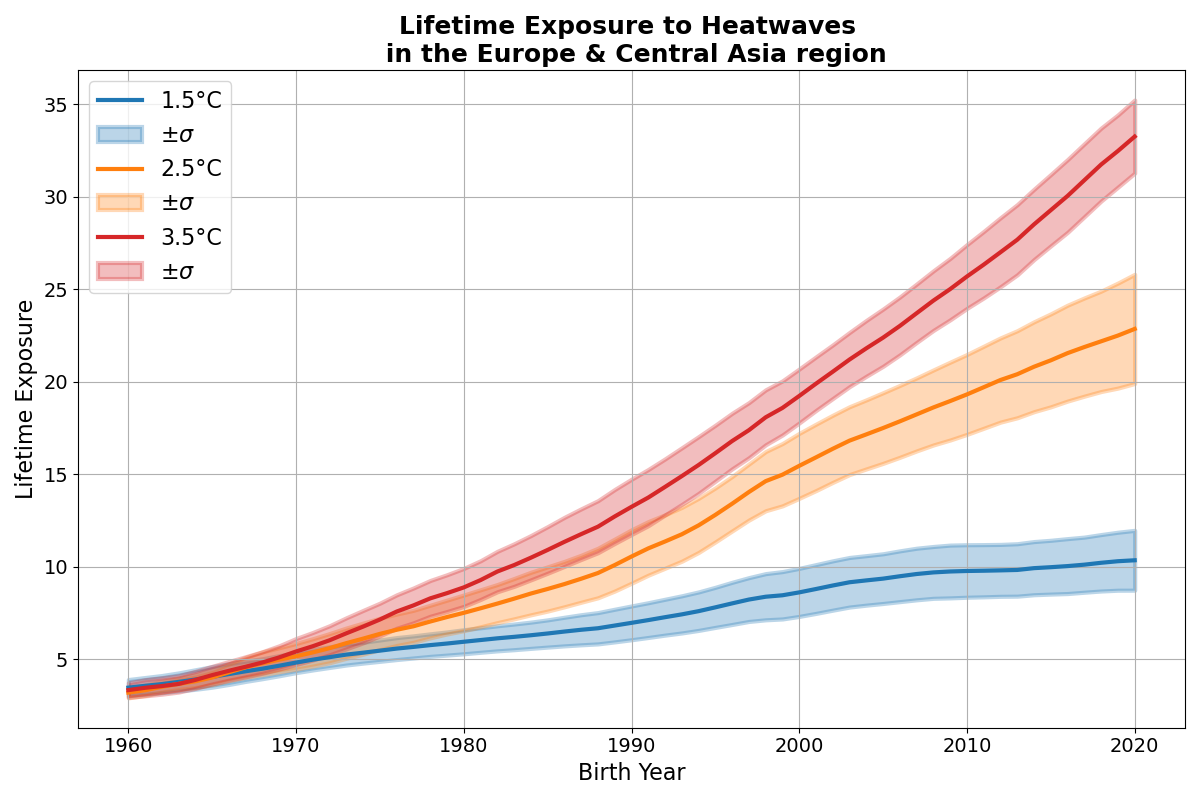 Lifetime Exposure to Heatwaves
in the Europe & Central Asia region
1.5°C
±σ
2.5°C
±σ
3.5°C
±σ
Lifetime Exposure
35
30
25
20
15
10
5
1960 1970 1980 1990 2000 2010 2020
Birth Year